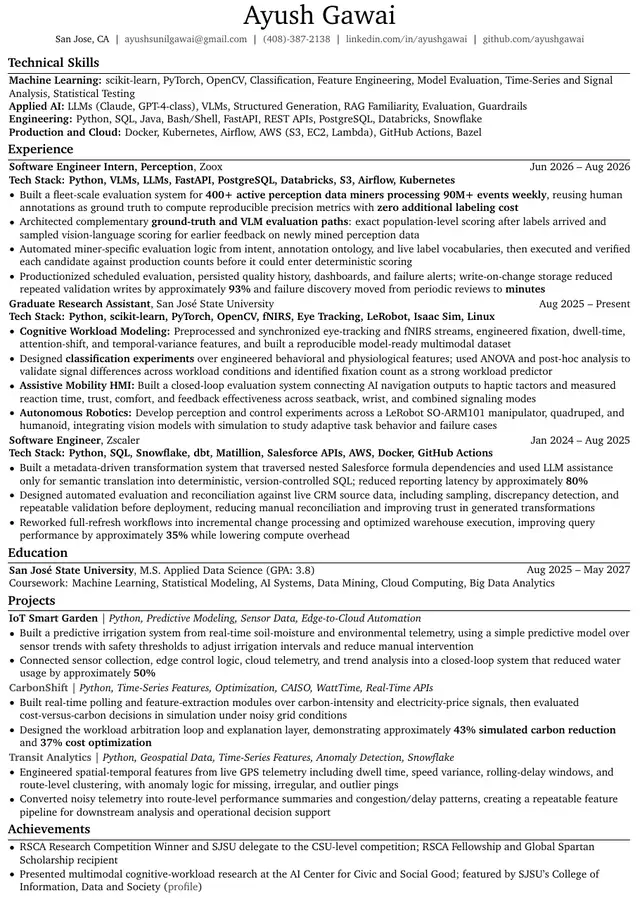 Ayush Gawai
San Jose, CA | ayushsunilgawai@gmail.com | (408)-387-2138 | linkedin.com/in/ayushgawai | github.com/ayushgawai
Technical Skills
Machine Learning: scikit-learn, PyTorch, OpenCV, Classification, Feature Engineering, Model Evaluation, Time-Series and Signal
Analysis, Statistical Testing
Applied AI: LLMs (Claude, GPT-4-class), VLMs, Structured Generation, RAG Familiarity, Evaluation, Guardrails
Engineering: Python, SQL, Java, Bash/Shell, FastAPI, REST APIs, PostgreSQL, Databricks, Snowflake
Production and Cloud: Docker, Kubernetes, Airflow, AWS (S3, EC2, Lambda), GitHub Actions, Bazel
Experience
Software Engineer Intern, Perception, Zoox Jun 2026 – Aug 2026
Tech Stack: Python, VLMs, LLMs, FastAPI, PostgreSQL, Databricks, S3, Airflow, Kubernetes
• Built a fleet-scale evaluation system for 400+ active perception data miners processing 90M+ events weekly, reusing human
annotations as ground truth to compute reproducible precision metrics with zero additional labeling cost
• Architected complementary ground-truth and VLM evaluation paths: exact population-level scoring after labels arrived and
sampled vision-language scoring for earlier feedback on newly mined perception data
• Automated miner-specific evaluation logic from intent, annotation ontology, and live label vocabularies, then executed and verified
each candidate against production counts before it could enter deterministic scoring
• Productionized scheduled evaluation, persisted quality history, dashboards, and failure alerts; write-on-change storage reduced
repeated validation writes by approximately 93% and failure discovery moved from periodic reviews to minutes
Graduate Research Assistant, San José State University Aug 2025 – Present
Tech Stack: Python, scikit-learn, PyTorch, OpenCV, fNIRS, Eye Tracking, LeRobot, Isaac Sim, Linux
• Cognitive Workload Modeling: Preprocessed and synchronized eye-tracking and fNIRS streams, engineered fixation, dwell-time,
attention-shift, and temporal-variance features, and built a reproducible model-ready multimodal dataset
• Designed classification experiments over engineered behavioral and physiological features; used ANOVA and post-hoc analysis to
validate signal differences across workload conditions and identified fixation count as a strong workload predictor
• Assistive Mobility HMI: Built a closed-loop evaluation system connecting AI navigation outputs to haptic tactors and measured
reaction time, trust, comfort, and feedback effectiveness across seatback, wrist, and combined signaling modes
• Autonomous Robotics: Develop perception and control experiments across a LeRobot SO-ARM101 manipulator, quadruped, and
humanoid, integrating vision models with simulation to study adaptive task behavior and failure cases
Software Engineer, Zscaler Jan 2024 – Aug 2025
Tech Stack: Python, SQL, Snowflake, dbt, Matillion, Salesforce APIs, AWS, Docker, GitHub Actions
• Built a metadata-driven transformation system that traversed nested Salesforce formula dependencies and used LLM assistance
only for semantic translation into deterministic, version-controlled SQL; reduced reporting latency by approximately 80%
• Designed automated evaluation and reconciliation against live CRM source data, including sampling, discrepancy detection, and
repeatable validation before deployment, reducing manual reconciliation and improving trust in generated transformations
• Reworked full-refresh workflows into incremental change processing and optimized warehouse execution, improving query
performance by approximately 35% while lowering compute overhead
Education
San José State University, M.S. Applied Data Science (GPA: 3.8) Aug 2025 – May 2027
Coursework: Machine Learning, Statistical Modeling, AI Systems, Data Mining, Cloud Computing, Big Data Analytics
Projects
IoT Smart Garden | Python, Predictive Modeling, Sensor Data, Edge-to-Cloud Automation
• Built a predictive irrigation system from real-time soil-moisture and environmental telemetry, using a simple predictive model over
sensor trends with safety thresholds to adjust irrigation intervals and reduce manual intervention
• Connected sensor collection, edge control logic, cloud telemetry, and trend analysis into a closed-loop system that reduced water
usage by approximately 50%
CarbonShift | Python, Time-Series Features, Optimization, CAISO, WattTime, Real-Time APIs
• Built real-time polling and feature-extraction modules over carbon-intensity and electricity-price signals, then evaluated
cost-versus-carbon decisions in simulation under noisy grid conditions
• Designed the workload arbitration loop and explanation layer, demonstrating approximately 43% simulated carbon reduction
and 37% cost optimization
Transit Analytics | Python, Geospatial Data, Time-Series Features, Anomaly Detection, Snowflake
• Engineered spatial-temporal features from live GPS telemetry including dwell time, speed variance, rolling-delay windows, and
route-level clustering, with anomaly logic for missing, irregular, and outlier pings
• Converted noisy telemetry into route-level performance summaries and congestion/delay patterns, creating a repeatable feature
pipeline for downstream analysis and operational decision support
Achievements
• RSCA Research Competition Winner and SJSU delegate to the CSU-level competition; RSCA Fellowship and Global Spartan
Scholarship recipient
• Presented multimodal cognitive-workload research at the AI Center for Civic and Social Good; featured by SJSU's College of
Information, Data and Society (profile)